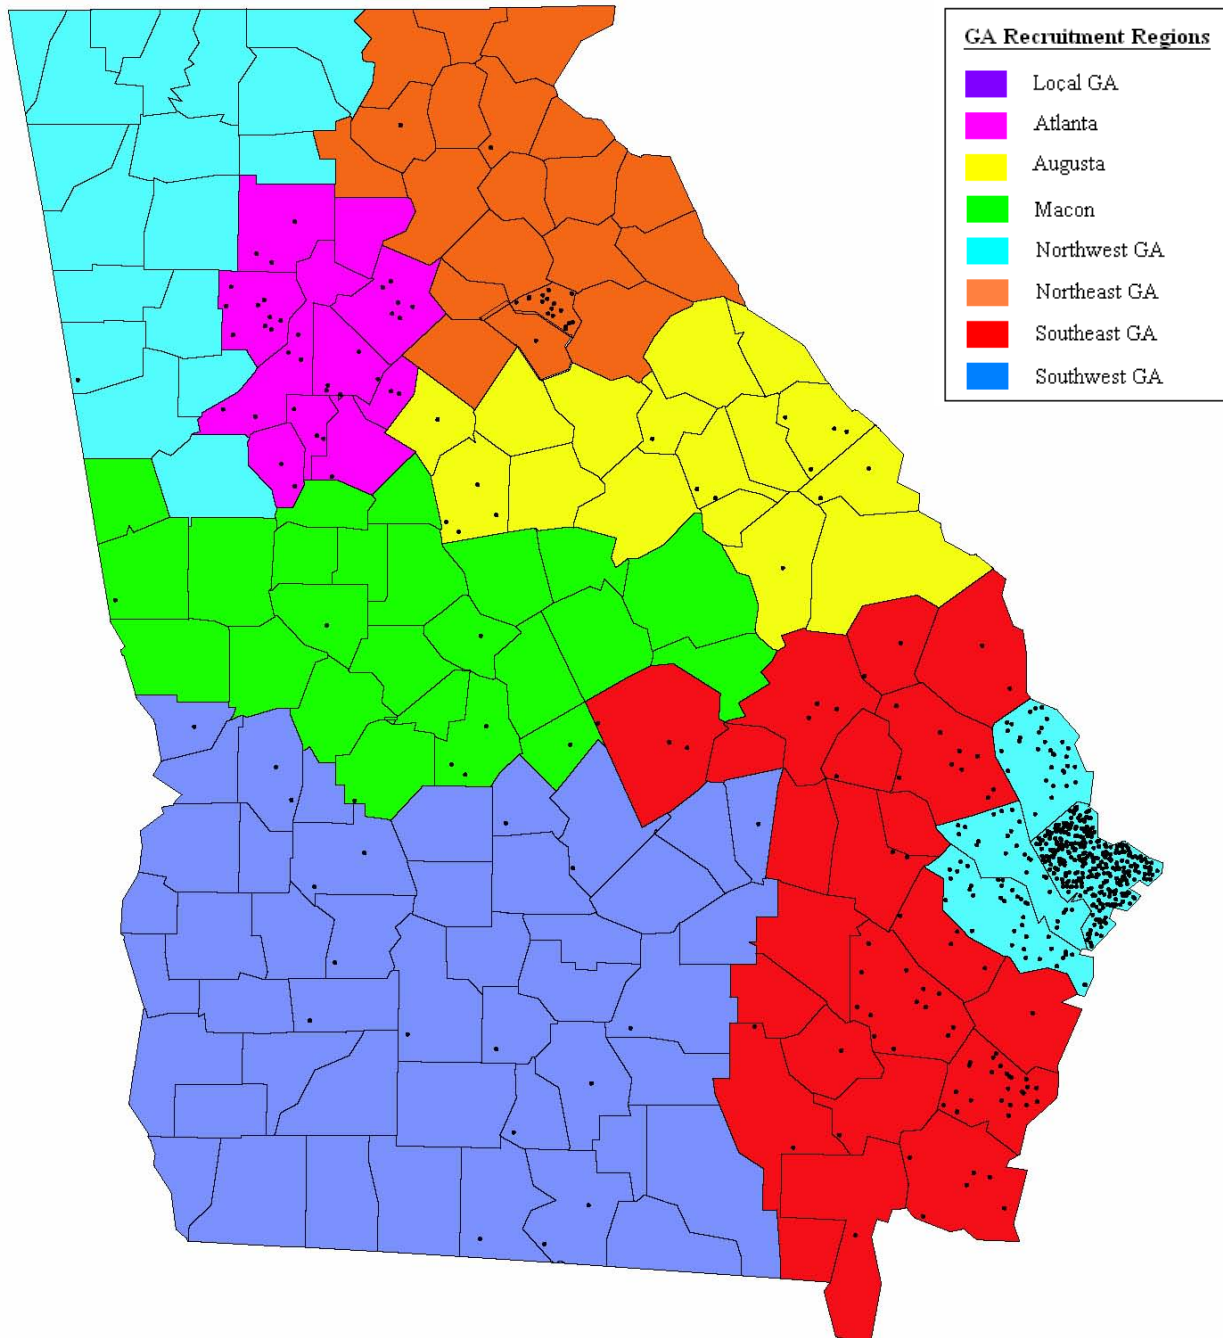 GA Recruitment Regions
Local GA
Atlanta
Augusta
Macon
Northwest GA
Northeast GA
Southeast GA
Southwest GA